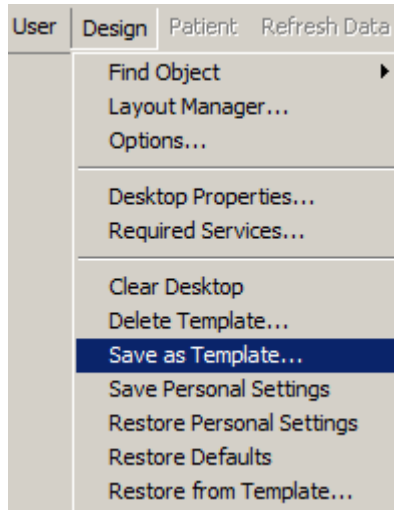 User Design Patient Refresh Data
Find Object
Layout Manager...
Options...
Desktop Properties...
Required Services...
Clear Desktop
Delete Template...
Save as Template...
Save Personal Settings
Restore Personal Settings
Restore Defaults
Restore from Template...